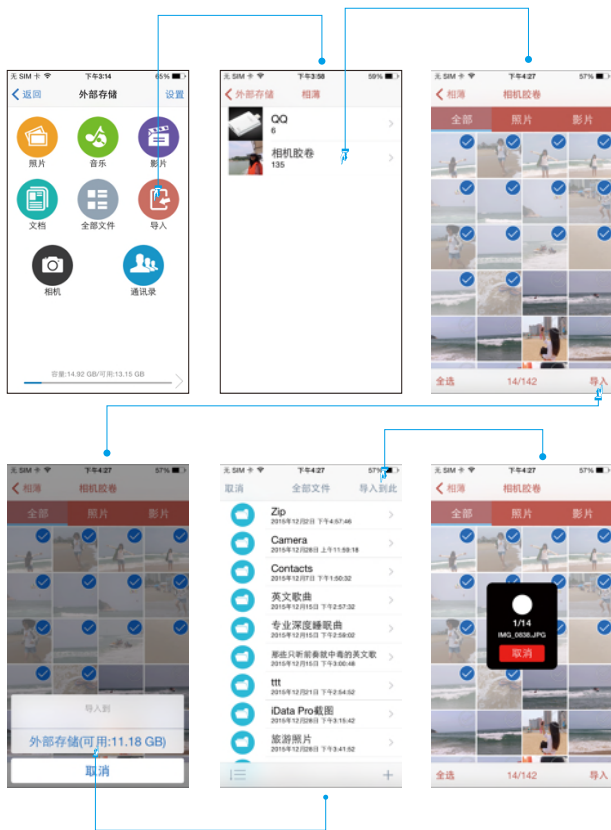 无 SIM 卡 下午3:14 65%
返回 外部存储 设置
照片 音乐 影片
文档 全部文件 导入
相机 通讯录
容量:14.92 GB/可用:13.15 GB
无 SIM 卡 下午3:58 59%
外部存储 相薄
QQ
6
相机胶卷
135
无 SIM 卡 下午4:27 57%
相薄 相机胶卷
全部 照片 影片
全选 14/142 导入
无 SIM 卡 下午4:27 57%
相薄 相机胶卷
全部 照片 影片
导入到
外部存储(可用:11.18 GB)
取消
无 SIM 卡 下午4:27 57%
取消 全部文件 导入到此
Zip
2015年12月2日 下午4:57:46
Camera
2015年12月28日 上午11:59:18
Contacts
2015年12月7日 下午1:50:32
英文歌曲
2015年12月15日 下午2:57:32
专业深度睡眠曲
2015年12月15日 下午2:58:02
那些只听前奏就中毒的英文歌
2015年12月15日 下午3:00:46
ttt
2015年12月21日 下午2:54:52
iData Pro截图
2015年12月28日 下午3:15:42
旅游照片
2015年12月28日 下午3:41:52
无 SIM 卡 下午4:27 57%
相薄 相机胶卷
全部 照片 影片
1/14
IMG_0838.JPG
取消
全选 14/142 导入